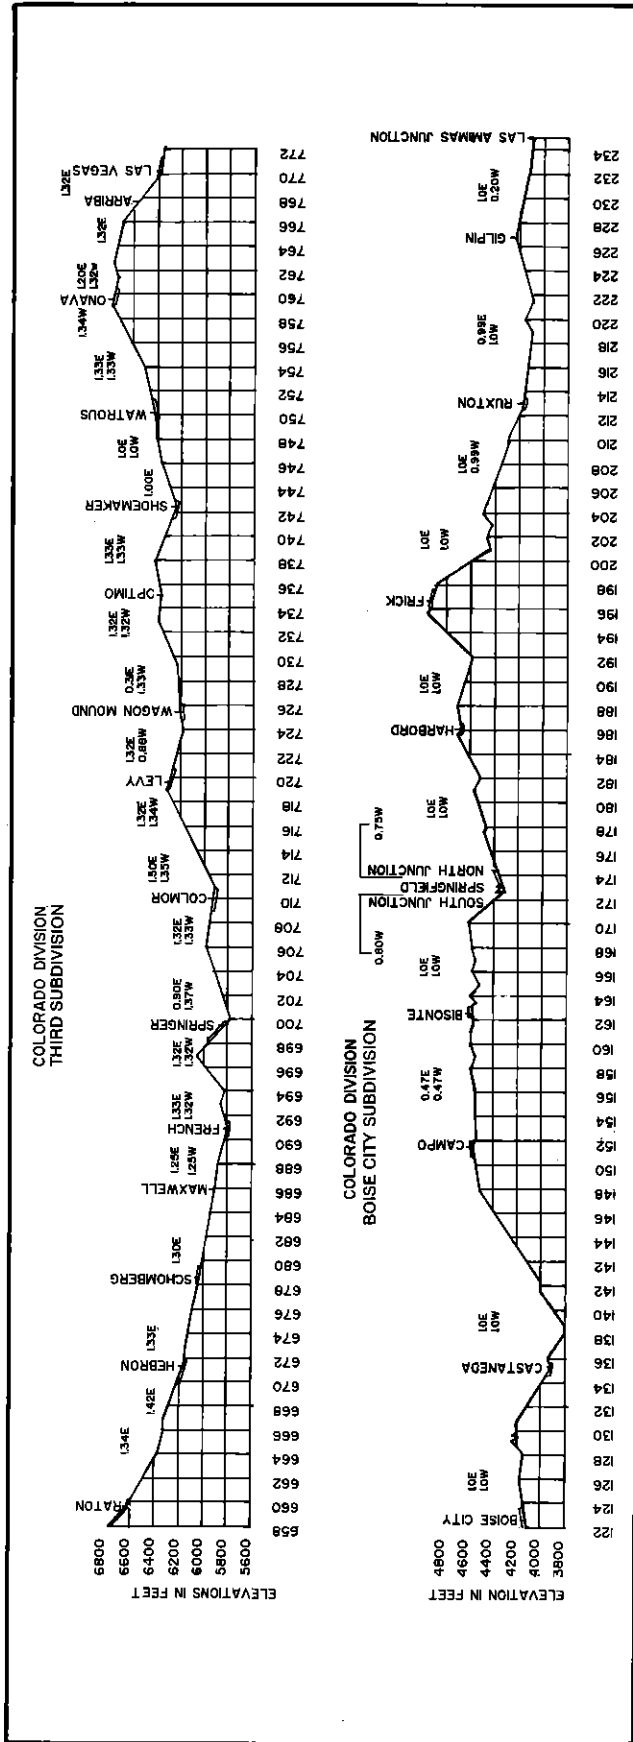 COLORADO DIVISION
THIRD SUBDIVISION
ELEVATIONS IN FEET
6800
6600
6400
6200
6000
5800
5600
RATON
1.34E
1.42E
HEBRON
1.33E
SCHOMBERG
1.30E
MAXWELL
1.25E
1.25W
FRENCH
1.33E
1.32W
1.32E
1.32W
SPRINGER
0.90E
1.37W
1.32E
1.33W
COLMOR
1.50E
1.35W
1.32E
1.34W
LEVY
1.32E
0.88W
WAGON MOUND
0.31E
1.33W
1.32E
1.32W
OPTIMO
1.33E
1.33W
SHOEMAKER
1.00E
1.0E
1.0W
WATROUS
1.33E
1.33W
1.34W
ONAVA
1.20E
1.32W
1.32E
ARRIBA
1.32E
LAS VEGAS
658 660 662 664 666 668 670 672 674 676 678 680 682 684 686 688 690 692 694 696 698 700 702 704 706 708 710 712 714 716 718 720 722 724 726 728 730 732 734 736 738 740 742 744 746 748 750 752 754 756 758 760 762 764 766 768 770 772
COLORADO DIVISION
BOISE CITY SUBDIVISION
ELEVATION IN FEET
4800
4600
4400
4200
4000
3800
BOISE CITY
1.0E
1.0W
CASTANEDA
1.0E
1.0W
CAMPO
0.47E
0.47W
BISONTE
1.0E
1.0W
0.80W
SOUTH JUNCTION
SPRINGFIELD
NORTH JUNCTION
0.75W
1.0E
1.0W
HARBORD
1.0E
1.0W
FRICK
1.0E
1.0W
1.0E
0.99W
RUXTON
0.99E
1.0W
GILPIN
1.0E
0.20W
LAS ANIMAS JUNCTION
122 124 126 128 130 132 134 136 138 140 142 142 144 146 148 150 152 154 156 158 160 162 164 166 168 170 172 174 176 178 180 182 184 186 188 190 192 194 196 198 200 202 204 206 208 210 212 214 216 218 220 222 224 226 228 230 232 234